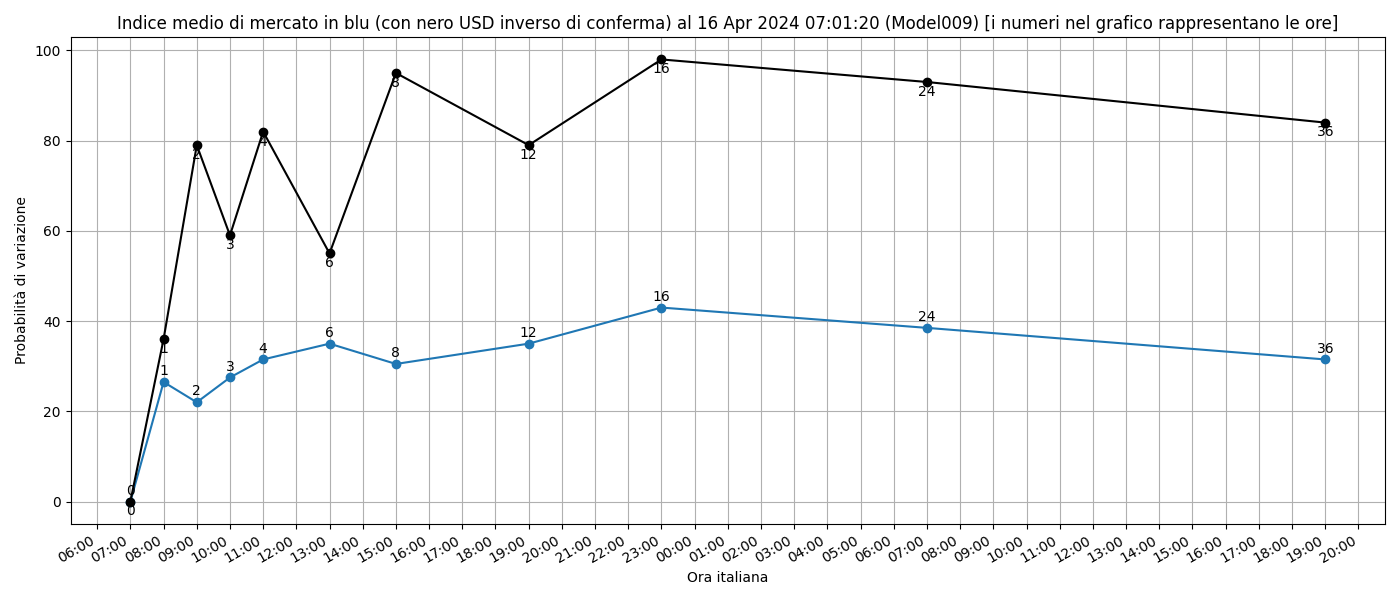 Indice medio di mercato in blu (con nero USD inverso di conferma) al 16 Apr 2024 07:01:20 (Model009) [i numeri nel grafico rappresentano le ore]
100
80
60
40
20
0
Probabilità di variazione
0 1 2 3 4 6 8 12 16 24 36
0 1 2 3 4 6 8 12 16 24 36
06:00 07:00 08:00 09:00 10:00 11:00 12:00 13:00 14:00 15:00 16:00 17:00 18:00 19:00 20:00 21:00 22:00 23:00 00:00 01:00 02:00 03:00 04:00 05:00 06:00 07:00 08:00 09:00 10:00 11:00 12:00 13:00 14:00 15:00 16:00 17:00 18:00 19:00 20:00
Ora italiana